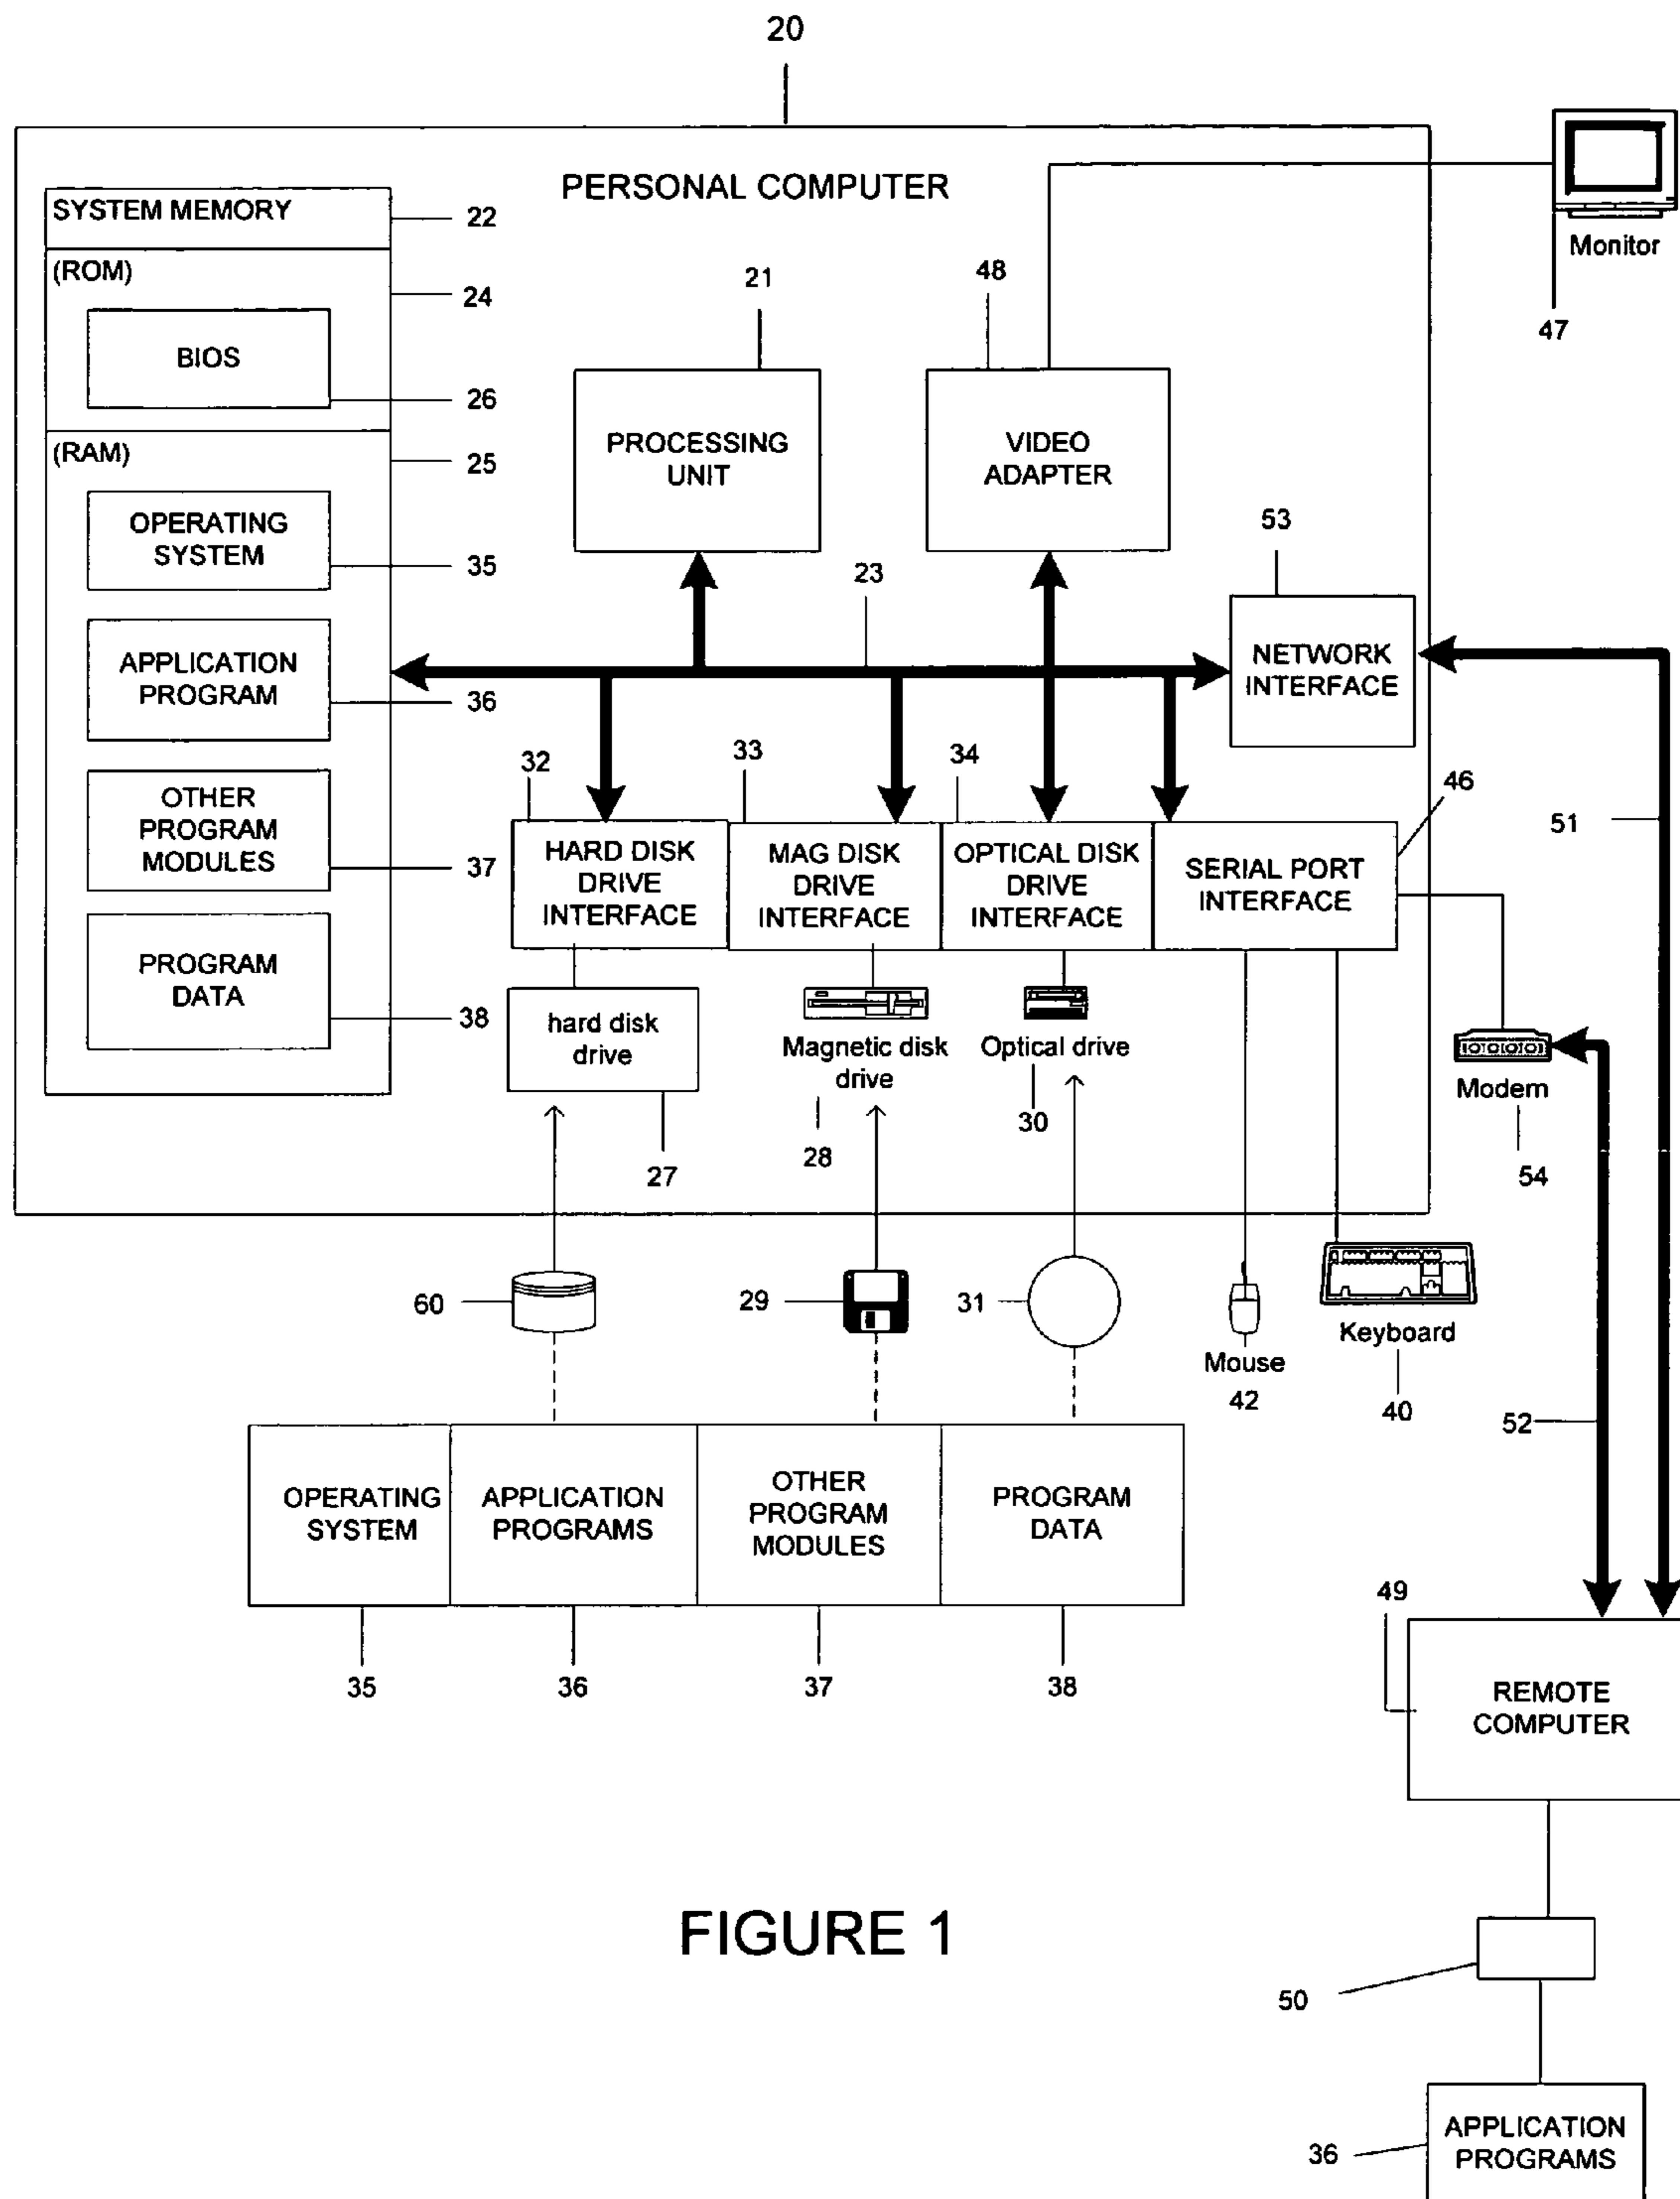 20
PERSONAL COMPUTER
SYSTEM MEMORY
22
(ROM)
24
BIOS
26
(RAM)
25
OPERATING
SYSTEM
35
APPLICATION
PROGRAM
36
OTHER
PROGRAM
MODULES
37
PROGRAM
DATA
38
21
PROCESSING
UNIT
48
VIDEO
ADAPTER
Monitor
47
23
53
NETWORK
INTERFACE
32
HARD DISK
DRIVE
INTERFACE
33
MAG DISK
DRIVE
INTERFACE
34
OPTICAL DISK
DRIVE
INTERFACE
46
SERIAL PORT
INTERFACE
51
hard disk
drive
27
Magnetic disk
drive
28
Optical drive
30
Modem
54
60
29
31
Mouse
42
Keyboard
40
52
OPERATING
SYSTEM
APPLICATION
PROGRAMS
OTHER
PROGRAM
MODULES
PROGRAM
DATA
35
36
37
38
49
REMOTE
COMPUTER
FIGURE 1
50
36
APPLICATION
PROGRAMS